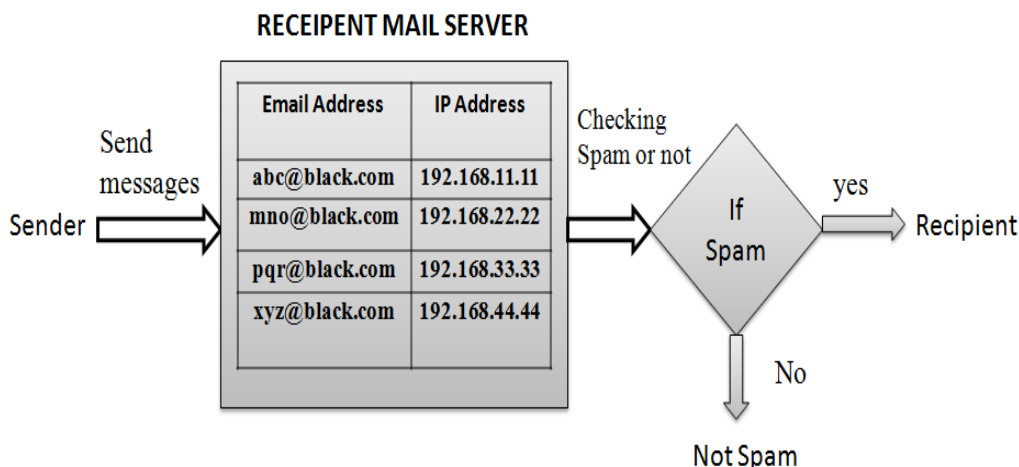 RECEIPENT MAIL SERVER
Email Address IP Address
abc@black.com 192.168.11.11
mno@black.com 192.168.22.22
pqr@black.com 192.168.33.33
xyz@black.com 192.168.44.44
Send
messages
Sender
Checking
Spam or not
If
Spam
yes
Recipient
No
Not Spam